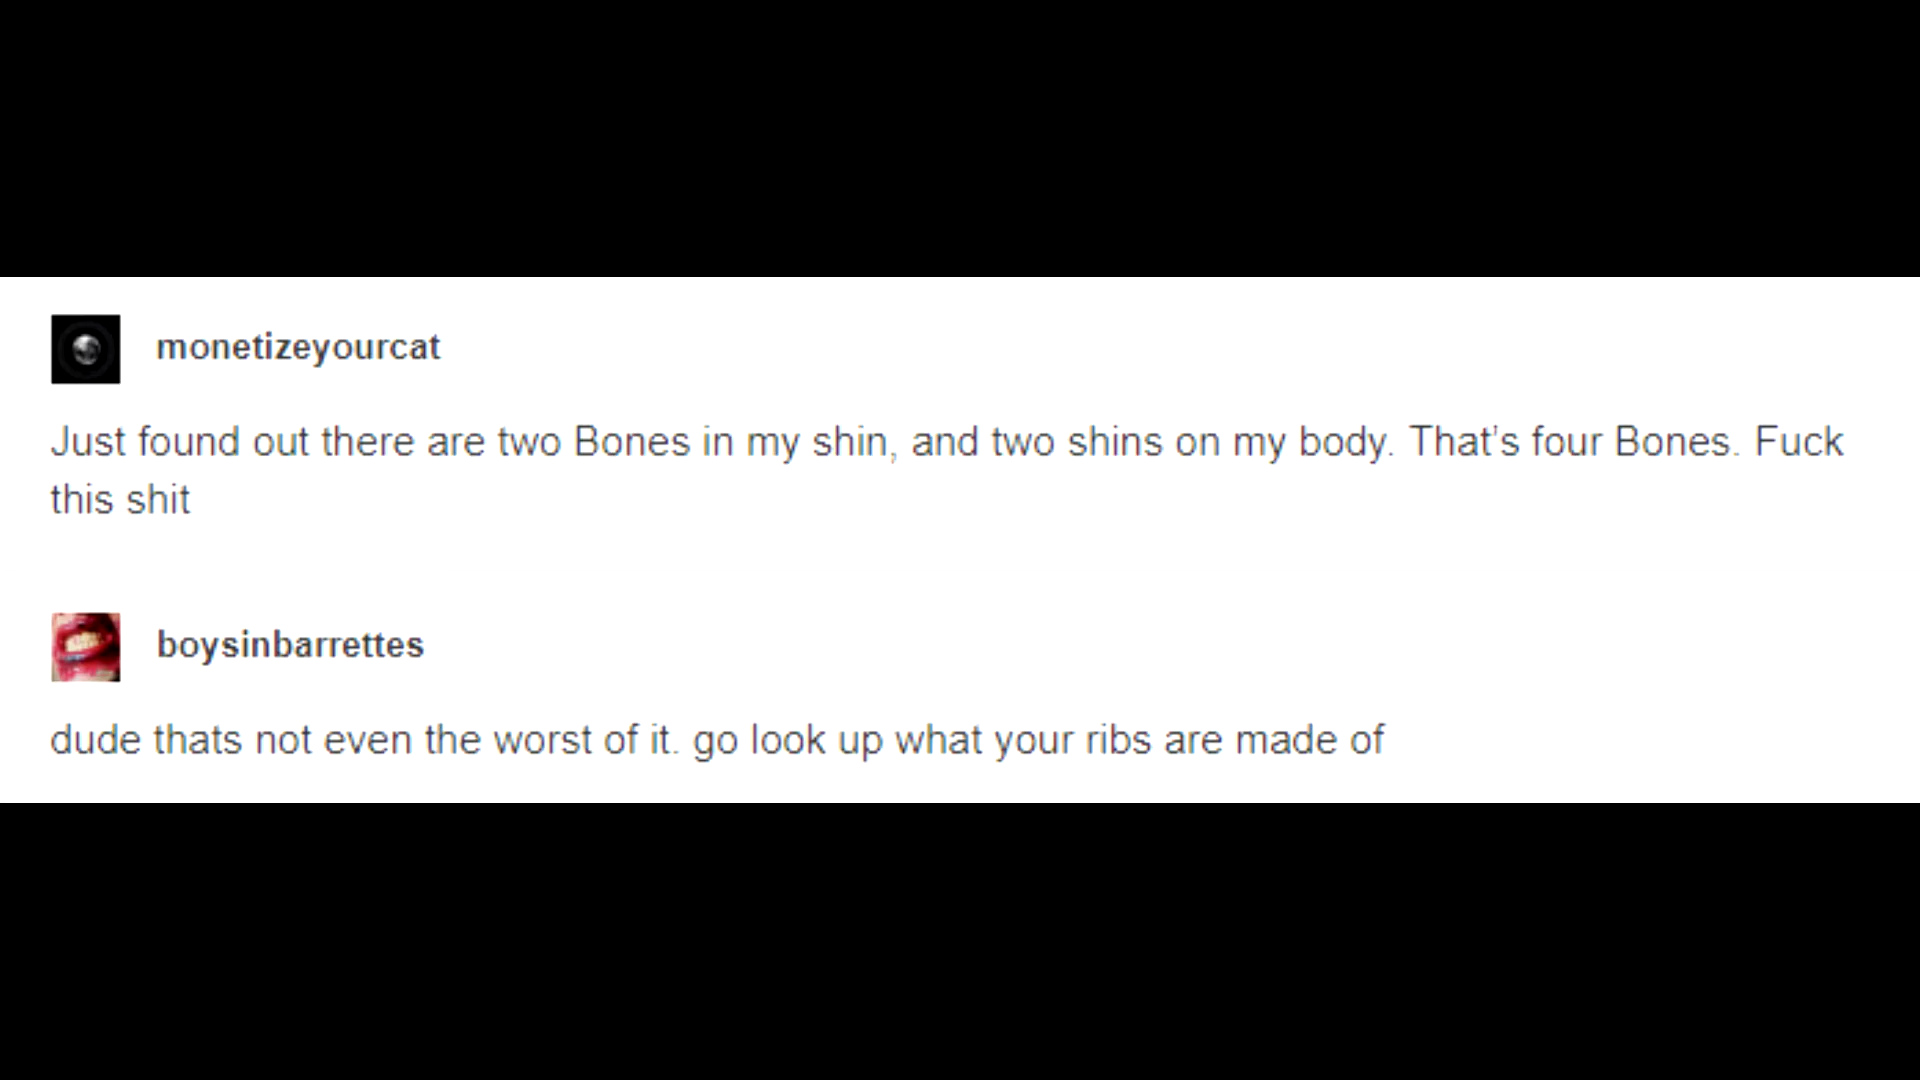 monetizeyourcat
Just found out there are two Bones in my shin, and two shins on my body. That's four Bones. Fuck
this shit
boysinbarrettes
dude thats not even the worst of it. go look up what your ribs are made of